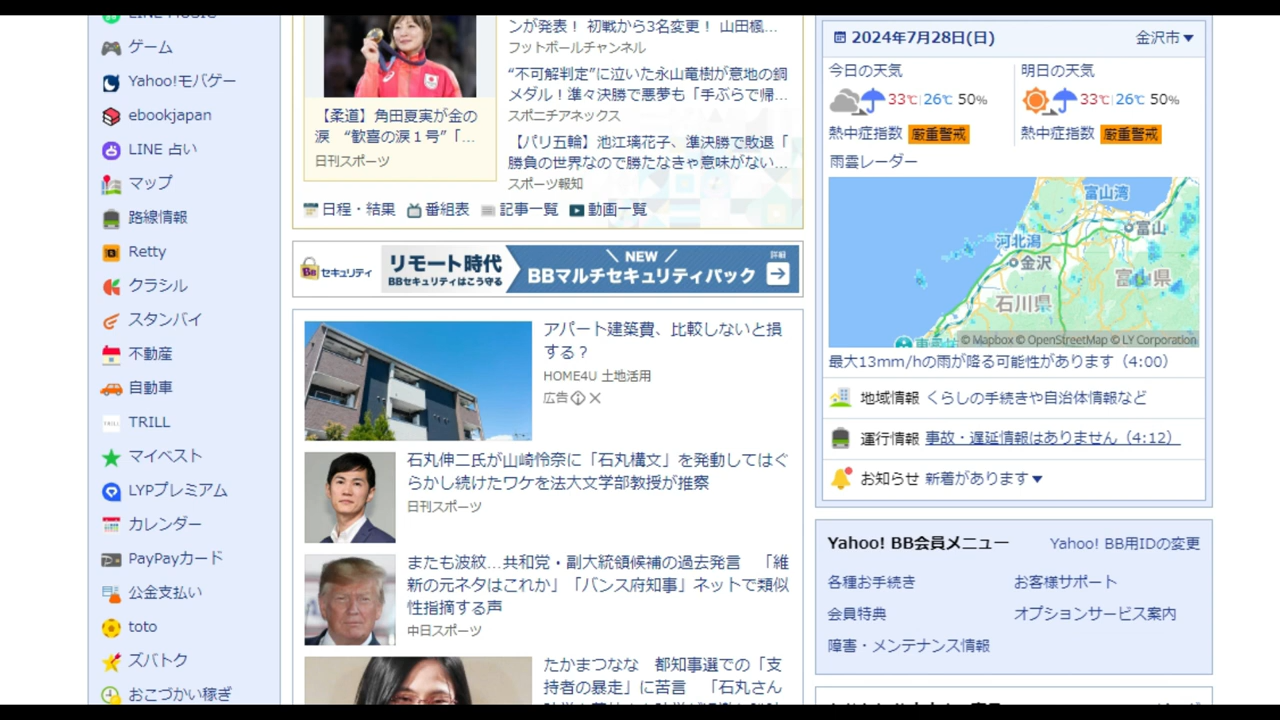 LINE MUSIC
ゲーム
Yahoo!モバゲー
ebookjapan
LINE 占い
マップ
路線情報
Retty
クラシル
スタンバイ
不動産
自動車
TRILL
TRILL
マイベスト
LYPプレミアム
カレンダー
PayPayカード
公金支払い
toto
ズバトク
おこづかい稼ぎ
【柔道】角田夏実が金の
涙 “歓喜の涙１号”「…
日刊スポーツ
ンが発表！ 初戦から3名変更！ 山田楓…
フットボールチャンネル
“不可解判定”に泣いた永山竜樹が意地の銅
メダル！準々決勝で悪夢も「手ぶらで帰…
スポニチアネックス
【パリ五輪】池江璃花子、準決勝で敗退「
勝負の世界なので勝たなきゃ意味がない…
スポーツ報知
日程・結果 番組表 記事一覧 動画一覧
BB セキュリティ
リモート時代
BBセキュリティはこう守る
＼ NEW ／
BBマルチセキュリティパック
詳細
アパート建築費、比較しないと損
する？
HOME4U 土地活用
広告
石丸伸二氏が山崎怜奈に「石丸構文」を発動してはぐ
らかし続けたワケを法大文学部教授が推察
日刊スポーツ
またも波紋…共和党・副大統領候補の過去発言 「維
新の元ネタはこれか」「バンス府知事」ネットで類似
性指摘する声
中日スポーツ
たかまつなな 都知事選での「支
持者の暴走」に苦言 「石丸さん
2024年7月28日(日)
金沢市
今日の天気
33℃ 26℃ 50%
熱中症指数 厳重警戒
明日の天気
33℃ 26℃ 50%
熱中症指数 厳重警戒
雨雲レーダー
富山湾
富山
河北潟
金沢
富山県
石川県
© Mapbox © OpenStreetMap © LY Corporation
最大13mm/hの雨が降る可能性があります（4:00）
地域情報 くらしの手続きや自治体情報など
運行情報 事故・遅延情報はありません（4:12）
お知らせ 新着があります
Yahoo! BB会員メニュー
Yahoo! BB用IDの変更
各種お手続き
お客様サポート
会員特典
オプションサービス案内
障害・メンテナンス情報